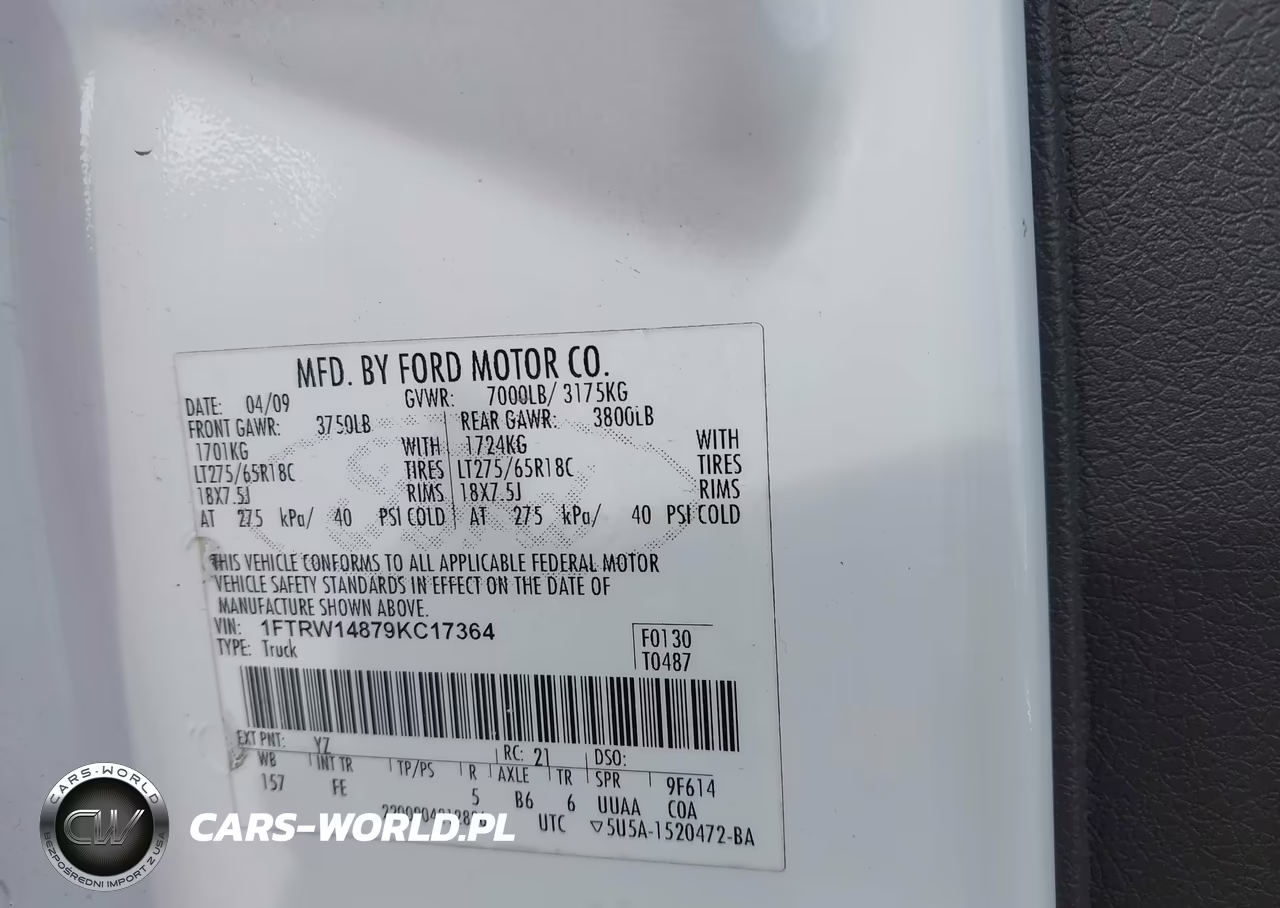 MFD. BY FORD MOTOR CO.
DATE: 04/09 GVWR: 7000LB/ 3175KG
FRONT GAWR: 3750LB REAR GAWR: 3800LB
1701KG WITH 1724KG WITH
LT275/65R18C TIRES LT275/65R18C TIRES
18X7.5J RIMS 18X7.5J RIMS
AT 275 kPa/ 40 PSI COLD AT 275 kPa/ 40 PSI COLD
THIS VEHICLE CONFORMS TO ALL APPLICABLE FEDERAL MOTOR
VEHICLE SAFETY STANDARDS IN EFFECT ON THE DATE OF
MANUFACTURE SHOWN ABOVE.
VIN: 1FTRW14879KC17364
F0130
TYPE: Truck
T0487
EXT PNT: YZ RC: 21 DSO:
WB INT TR TP/PS R AXLE TR SPR 9F614
157 FE 5 B6 6 UUAA COA
UTC ▽5U5A-1520472-BA
CARS-WORLD
CW
BEZPOŚREDNI IMPORT Z USA
CARS-WORLD.PL